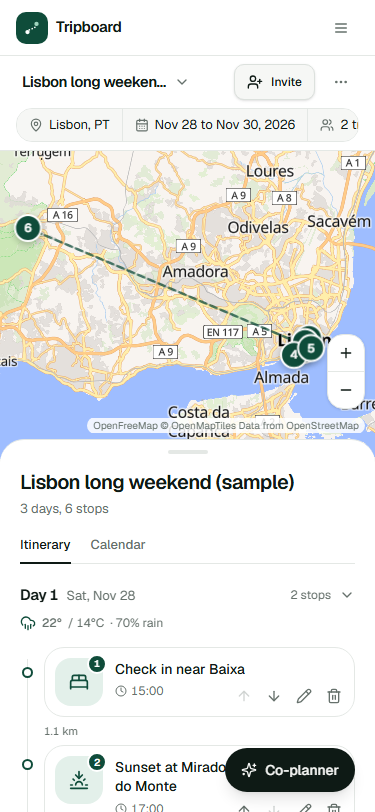 Tripboard
Lisbon long weeken...
Invite
Lisbon, PT
Nov 28 to Nov 30, 2026
2 tr
Terrugem
Loures
A 1
A 9
A 8
A 16
6
Odivelas
Sacavém
A 9
Amadora
EN 117
A 5
A 9
4
5
Almada
Costa da
Caparica
OpenFreeMap © OpenMapTiles Data from OpenStreetMap
Lisbon long weekend (sample)
3 days, 6 stops
Itinerary
Calendar
Day 1 Sat, Nov 28
2 stops
22° / 14°C · 70% rain
1
Check in near Baixa
15:00
1.1 km
2
Sunset at Mirado
do Monte
17:00
Co-planner